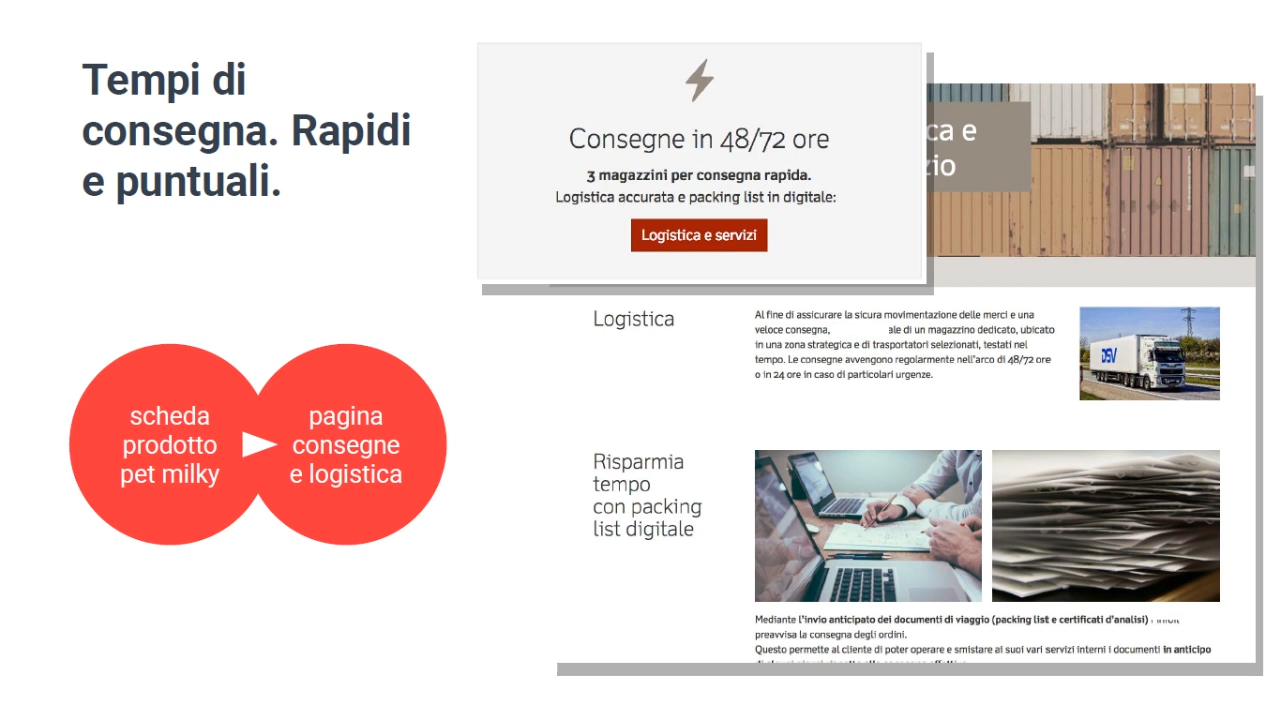 Tempi di
consegna. Rapidi
e puntuali.
scheda
prodotto
pet milky
pagina
consegne
e logistica
Consegne in 48/72 ore
3 magazzini per consegna rapida.
Logistica accurata e packing list in digitale:
Logistica e servizi
ca e
zio
Logistica
Al fine di assicurare la sicura movimentazione delle merci e una
veloce consegna, ale di un magazzino dedicato, ubicato
in una zona strategica e di trasportatori selezionati, testati nel
tempo. Le consegne avvengono regolarmente nell'arco di 48/72 ore
o in 24 ore in caso di particolari urgenze.
DSV
Risparmia
tempo
con packing
list digitale
Mediante l'invio anticipato dei documenti di viaggio (packing list e certificati d'analisi)
preavvisa la consegna degli ordini.
Questo permette al cliente di poter operare e smistare ai suoi vari servizi interni i documenti in anticipo